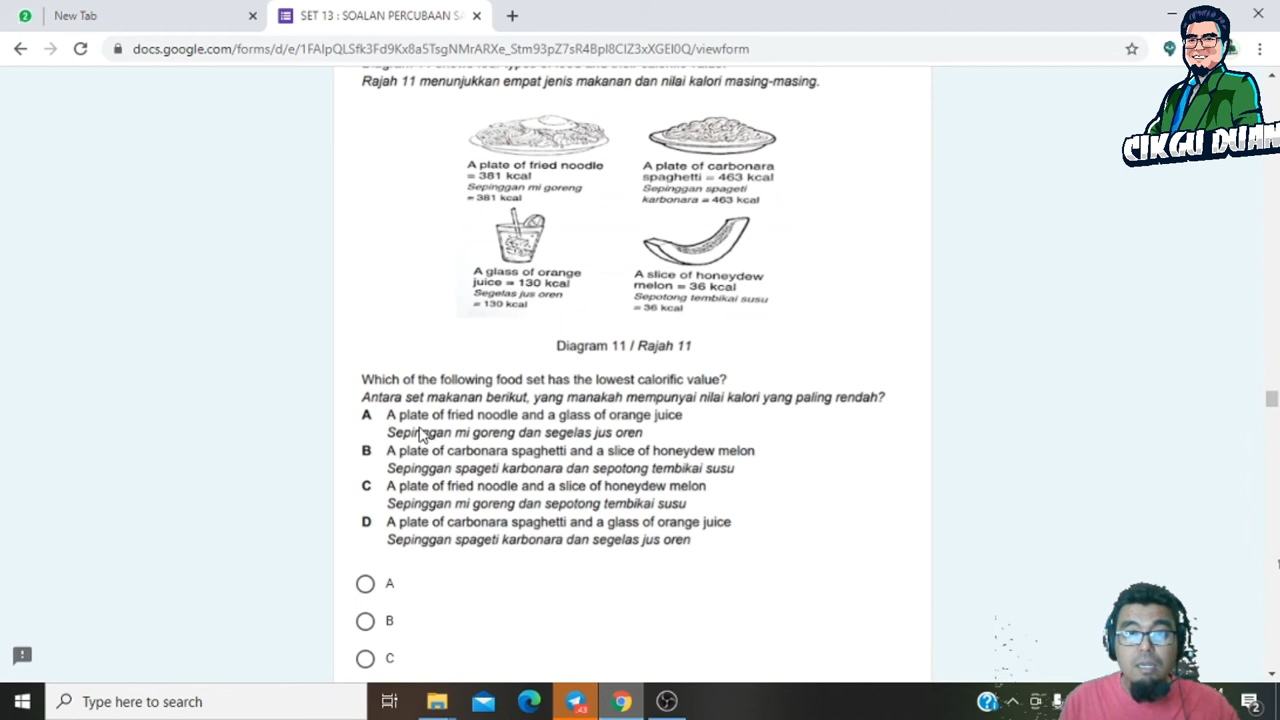 2
New Tab
SET 13 : SOALAN PERCUBAAN SA
docs.google.com/forms/d/e/1FAIpQLSfk3Fd9Kx8a5TsgNMrARXe_Stm93pZ7sR4BpI8CIZ3xXGEI0Q/viewform
CIKGU DUAN
Rajah 11 menunjukkan empat jenis makanan dan nilai kalori masing-masing.
A plate of fried noodle
= 381 kcal
Sepinggan mi goreng
= 381 kcal
A plate of carbonara
spaghetti = 463 kcal
Sepinggan spageti
karbonara = 463 kcal
A glass of orange
juice = 130 kcal
Segelas jus oren
= 130 kcal
A slice of honeydew
melon = 36 kcal
Sepotong tembikai susu
= 36 kcal
Diagram 11 / Rajah 11
Which of the following food set has the lowest calorific value?
Antara set makanan berikut, yang manakah mempunyai nilai kalori yang paling rendah?
A A plate of fried noodle and a glass of orange juice
Sepinggan mi goreng dan segelas jus oren
B A plate of carbonara spaghetti and a slice of honeydew melon
Sepinggan spageti karbonara dan sepotong tembikai susu
C A plate of fried noodle and a slice of honeydew melon
Sepinggan mi goreng dan sepotong tembikai susu
D A plate of carbonara spaghetti and a glass of orange juice
Sepinggan spageti karbonara dan segelas jus oren
A
B
C
Type here to search
43
2